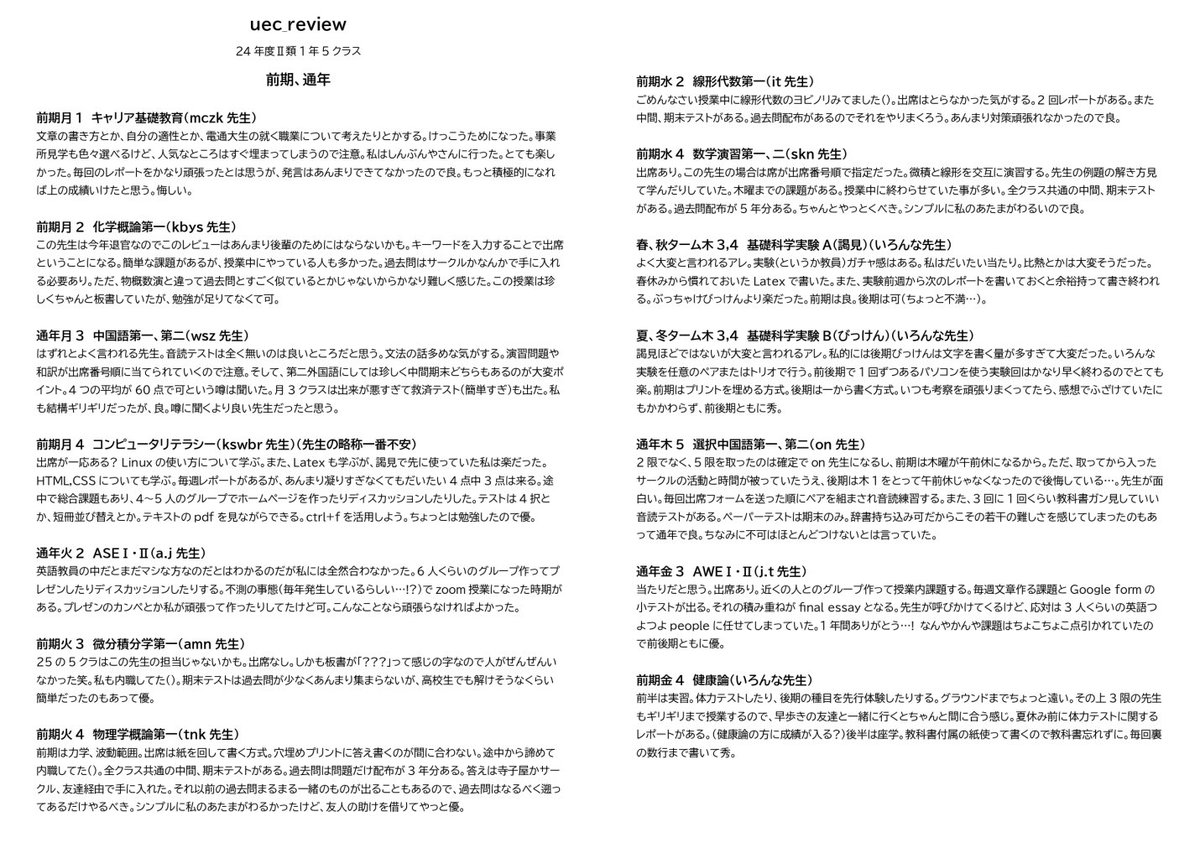 uec_review
24 年度Ⅱ類 1 年 5 クラス
前期、通年
前期月 1 キャリア基礎教育（mczk 先生）
文章の書き方とか、自分の適性とか、電通大生の就く職業について考えたりとかする。けっこうためになった。事業
所見学も色々選べるけど、人気なところはすぐ埋まってしまうので注意。私はしんぶんやさんに行った。とても楽し
かった。毎回のレポートをかなり頑張ったとは思うが、発言はあんまりできてなかったので良。もっと積極的になれ
ば上の成績いけたと思う。悔しい。
前期月 2 化学概論第一（kbys 先生）
この先生は今年退官なのでこのレビューはあんまり後輩のためにはならないかも。キーワードを入力することで出席
ということになる。簡単な課題があるが、授業中にやっている人も多かった。過去問はサークルかなんかで手に入れ
る必要あり。ただ、物概数演と違って過去問とすごく似ているとかじゃないからかなり難しく感じた。この授業は珍
しくちゃんと板書していたが、勉強が足りてなくて可。
通年月 3 中国語第一、第二（wsz 先生）
はずれとよく言われる先生。音読テストは全く無いのは良いところだと思う。文法の話多めな気がする。演習問題や
和訳が出席番号順に当てられていくので注意。そして、第二外国語にしては珍しく中間期末どちらもあるのが大変ポ
イント。4 つの平均が 60 点で可という噂は聞いた。月 3 クラスは出来が悪すぎて救済テスト（簡単すぎ）も出た。私
も結構ギリギリだったが、良。噂に聞くより良い先生だったと思う。
前期月 4 コンピュータリテラシー（kswbr 先生）（先生の略称一番不安）
出席が一応ある？ Linux の使い方について学ぶ。また、Latex も学ぶが、謁見で先に使っていた私は楽だった。
HTML,CSS についても学ぶ。毎週レポートがあるが、あんまり凝りすぎなくてもだいたい 4 点中 3 点は来る。途
中で総合課題もあり、4～5 人のグループでホームページを作ったりディスカッションしたりした。テストは 4 択と
か、短冊並び替えとか。テキストの pdf を見ながらできる。ctrl+f を活用しよう。ちょっとは勉強したので優。
通年火 2 ASEⅠ・Ⅱ（a.j 先生）
英語教員の中だとまだマシな方なのだとはわかるのだが私には全然合わなかった。6 人くらいのグループ作ってプ
レゼンしたりディスカッションしたりする。不測の事態（毎年発生しているらしい…!？）で zoom 授業になった時期が
ある。プレゼンのカンペとか私が頑張って作ったりしてたけど可。こんなことなら頑張らなければよかった。
前期火 3 微分積分学第一（amn 先生）
25 の 5 クラはこの先生の担当じゃないかも。出席なし。しかも板書が「？？？」って感じの字なので人がぜんぜんい
なかった笑。私も内職してた（）。期末テストは過去問が少なくあんまり集まらないが、高校生でも解けそうなくらい
簡単だったのもあって優。
前期火 4 物理学概論第一（tnk 先生）
前期は力学、波動範囲。出席は紙を回して書く方式。穴埋めプリントに答え書くのが間に合わない。途中から諦めて
内職してた（）。全クラス共通の中間、期末テストがある。過去問は問題だけ配布が 3 年分ある。答えは寺子屋かサー
クル、友達経由で手に入れた。それ以前の過去問まるまる一緒のものが出ることもあるので、過去問はなるべく遡っ
てあるだけやるべき。シンプルに私のあたまがわるかったけど、友人の助けを借りてやっと優。
前期水 2 線形代数第一（it 先生）
ごめんなさい授業中に線形代数のヨビノリみてました（）。出席はとらなかった気がする。2 回レポートがある。また
中間、期末テストがある。過去問配布があるのでそれをやりまくろう。あんまり対策頑張れなかったので良。
前期水 4 数学演習第一、二（skn 先生）
出席あり。この先生の場合は席が出席番号順で指定だった。微積と線形を交互に演習する。先生の例題の解き方見
て学んだりしていた。木曜までの課題がある。授業中に終わらせていた事が多い。全クラス共通の中間、期末テスト
がある。過去問配布が 5 年分ある。ちゃんとやっとくべき。シンプルに私のあたまがわるいので良。
春、秋ターム木 3,4 基礎科学実験 A（謁見）（いろんな先生）
よく大変と言われるアレ。実験（というか教員）ガチャ感はある。私はだいたい当たり。比熱とかは大変そうだった。
春休みから慣れておいた Latex で書いた。また、実験前週から次のレポートを書いておくと余裕持って書き終われ
る。ぶっちゃけびっけんより楽だった。前期は良。後期は可（ちょっと不満…）。
夏、冬ターム木 3,4 基礎科学実験 B（びっけん）（いろんな先生）
謁見ほどではないが大変と言われるアレ。私的には後期びっけんは文字を書く量が多すぎて大変だった。いろんな
実験を任意のペアまたはトリオで行う。前後期で 1 回ずつあるパソコンを使う実験回はかなり早く終わるのでとても
楽。前期はプリントを埋める方式。後期は一から書く方式。いつも考察を頑張りまくってたら、感想でふざけていたに
もかかわらず、前後期ともに秀。
通年木 5 選択中国語第一、第二（on 先生）
2 限でなく、5 限を取ったのは確定で on 先生になるし、前期は木曜が午前休になるから。ただ、取ってから入った
サークルの活動と時間が被っていたうえ、後期は木 1 をとって午前休じゃなくなったので後悔している…。先生が面
白い。毎回出席フォームを送った順にペアを組まされ音読練習する。また、3 回に 1 回くらい教科書ガン見していい
音読テストがある。ペーパーテストは期末のみ。辞書持ち込み可だからこその若干の難しさを感じてしまったのもあ
って通年で良。ちなみに不可はほとんどつけないとは言っていた。
通年金 3 AWEⅠ・Ⅱ（j.t 先生）
当たりだと思う。出席あり。近くの人とのグループ作って授業内課題する。毎週文章作る課題と Google form の
小テストが出る。それの積み重ねが final essay となる。先生が呼びかけてくるけど、応対は 3 人くらいの英語つ
よつよ people に任せてしまっていた。1 年間ありがとう…！ なんやかんや課題はちょこちょこ点引かれていたの
で前後期ともに優。
前期金 4 健康論（いろんな先生）
前半は実習。体力テストしたり、後期の種目を先行体験したりする。グラウンドまでちょっと遠い。その上 3 限の先生
もギリギリまで授業するので、早歩きの友達と一緒に行くとちゃんと間に合う感じ。夏休み前に体力テストに関する
レポートがある。（健康論の方に成績が入る？）後半は座学。教科書付属の紙使って書くので教科書忘れずに。毎回裏
の数行まで書いて秀。